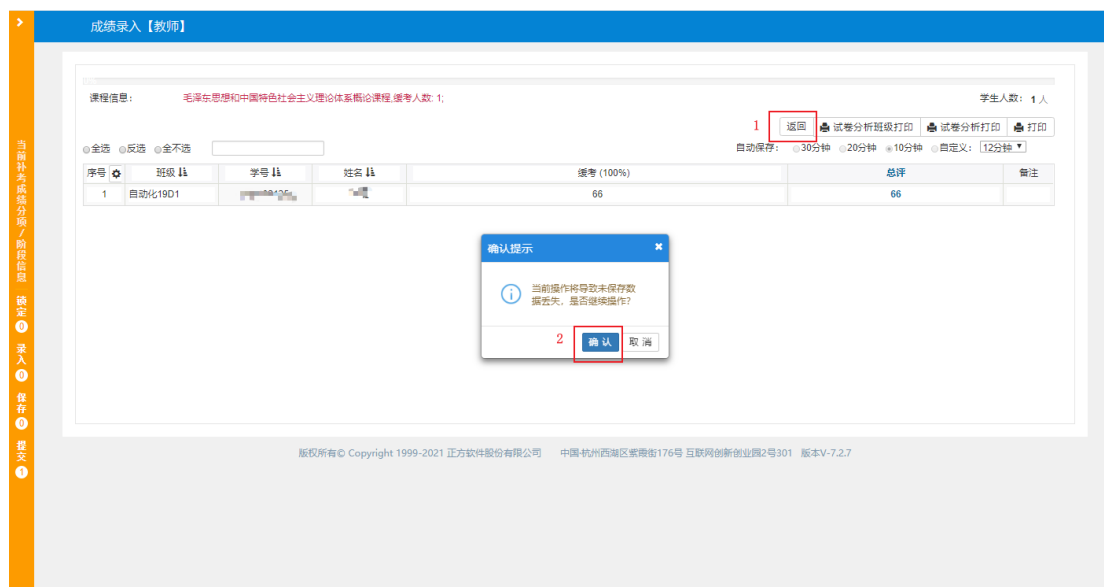 成绩录入【教师】
课程信息： 毛泽东思想和中国特色社会主义理论体系概论课程,缓考人数: 1; 学生人数： 1 人
1 返回 试卷分析班级打印 试卷分析打印 打印
全选 反选 全不选 自动保存： 30分钟 20分钟 10分钟 自定义： 12分钟
序号 班级 学号 姓名 缓考 (100%) 总评 备注
1 自动化19D1 66 66
确认提示 ×
当前操作将导致未保存数
据丢失，是否继续操作?
2 确 认 取 消
当前补考成绩分项/阶段信息 锁定 0 录入 0 保存 0 提交 1
版权所有© Copyright 1999-2021 正方软件股份有限公司 中国·杭州西湖区紫霞街176号 互联网创新创业园2号301 版本V-7.2.7